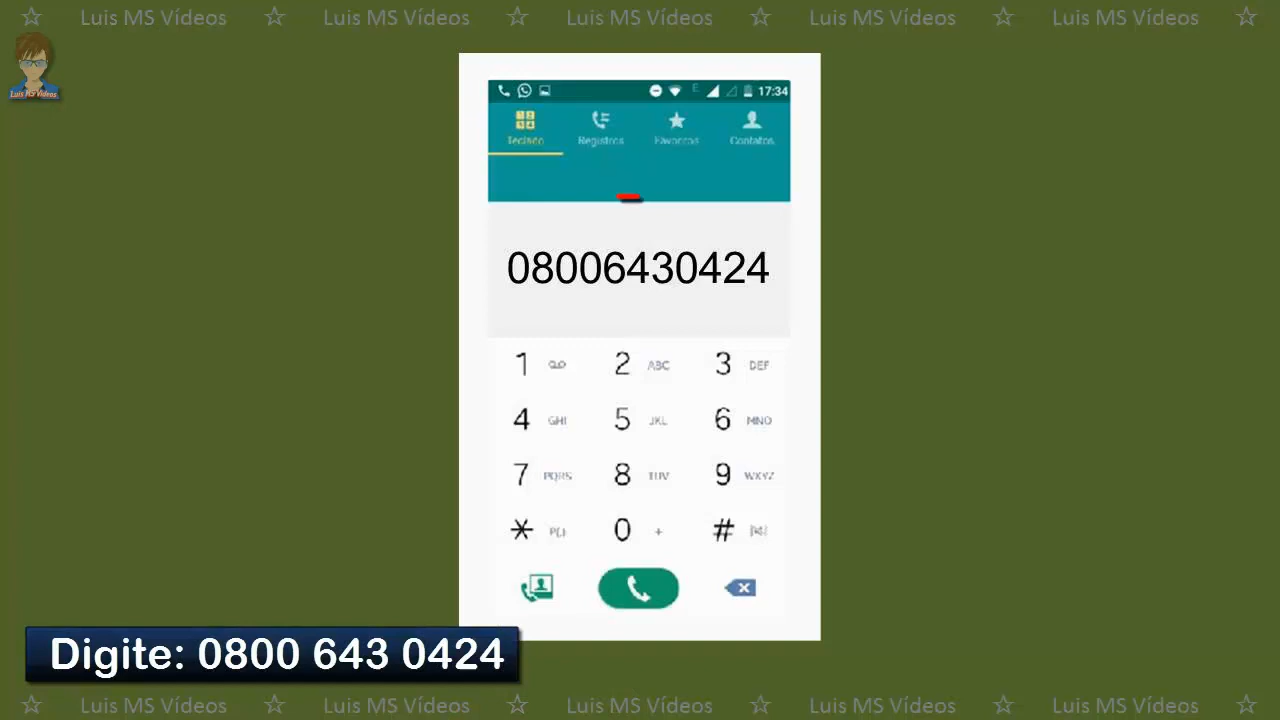 ☆ Luis MS Vídeos ☆ Luis MS Vídeos ☆ Luis MS Vídeos ☆ Luis MS Vídeos ☆ Luis MS Vídeos ☆
Luis MS Vídeos
E 17:34
Teclado Registros Favoritos Contatos
08006430424
1 2 ABC 3 DEF
4 GHI 5 JKL 6 MNO
7 PQRS 8 TUV 9 WXYZ
* P(;) 0 + #
Digite: 0800 643 0424
☆ Luis MS Vídeos ☆ Luis MS Vídeos ☆ Luis MS Vídeos ☆ Luis MS Vídeos ☆ Luis MS Vídeos ☆